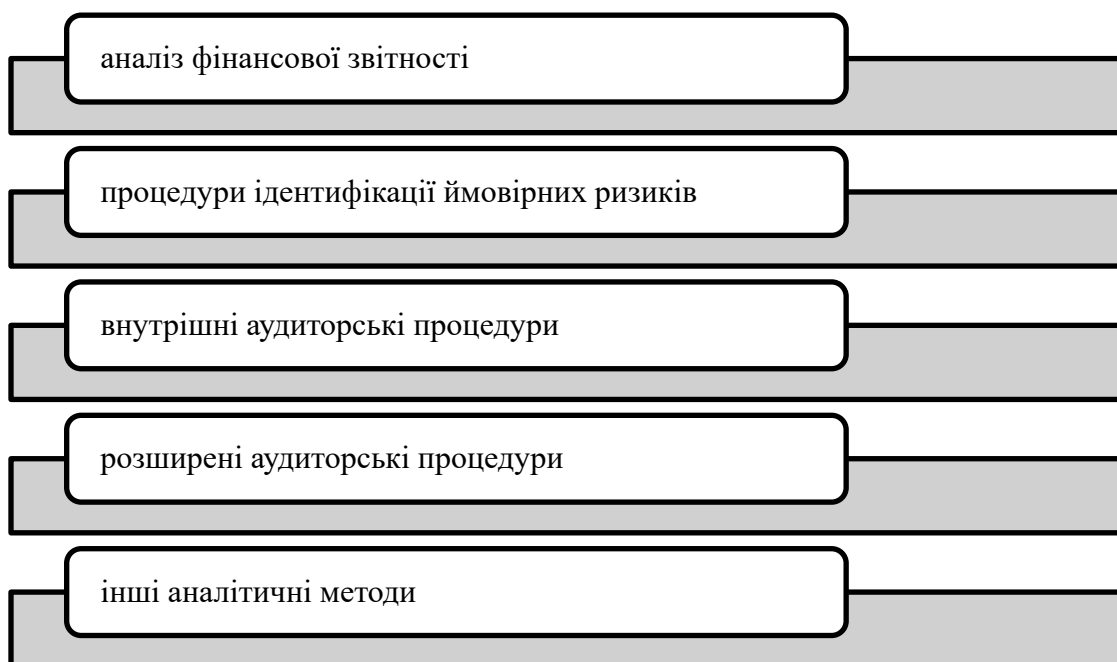 аналіз фінансової звітності
процедури ідентифікації ймовірних ризиків
внутрішні аудиторські процедури
розширені аудиторські процедури
інші аналітичні методи